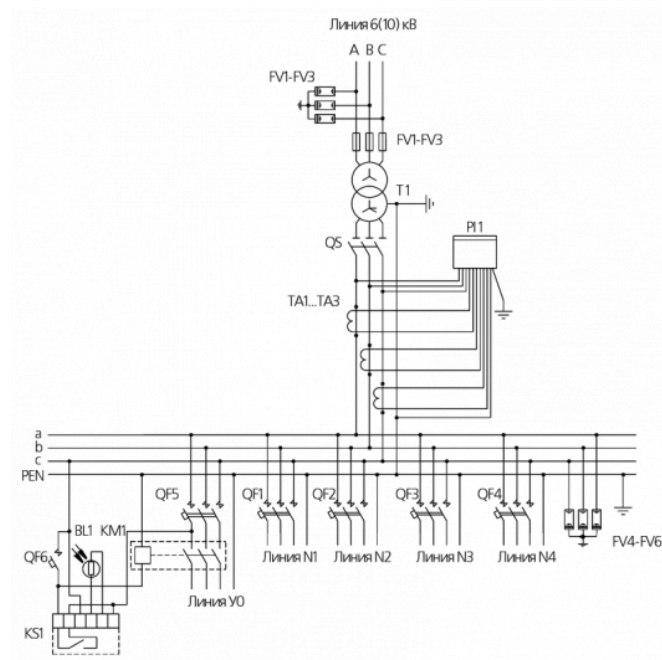 Линия 6(10) кВ
A B C
FV1-FV3
FV1-FV3
T1
PI1
QS
TA1...TA3
a
b
c
PEN
QF5 QF1 QF2 QF3 QF4
BL1 KM1
QF6
FV4-FV6
Линия N1 Линия N2 Линия N3 Линия N4
Линия УО
KS1